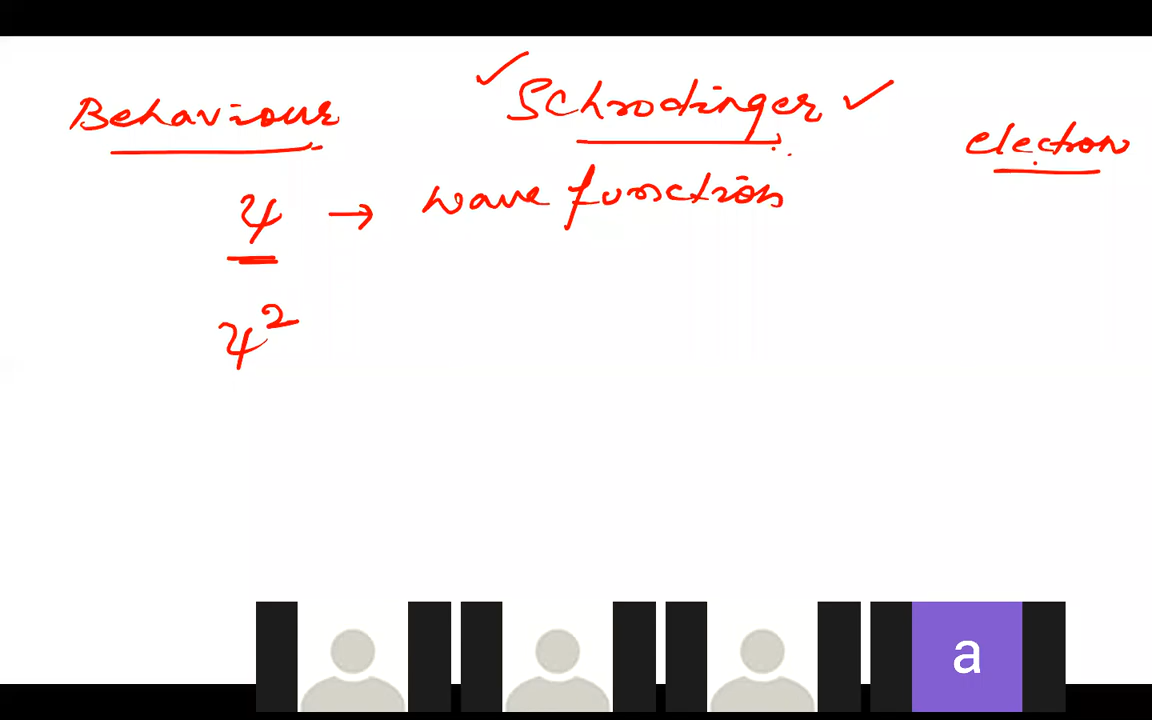 Behaviour
Schrodinger
electron
ψ → wave function
ψ²
a